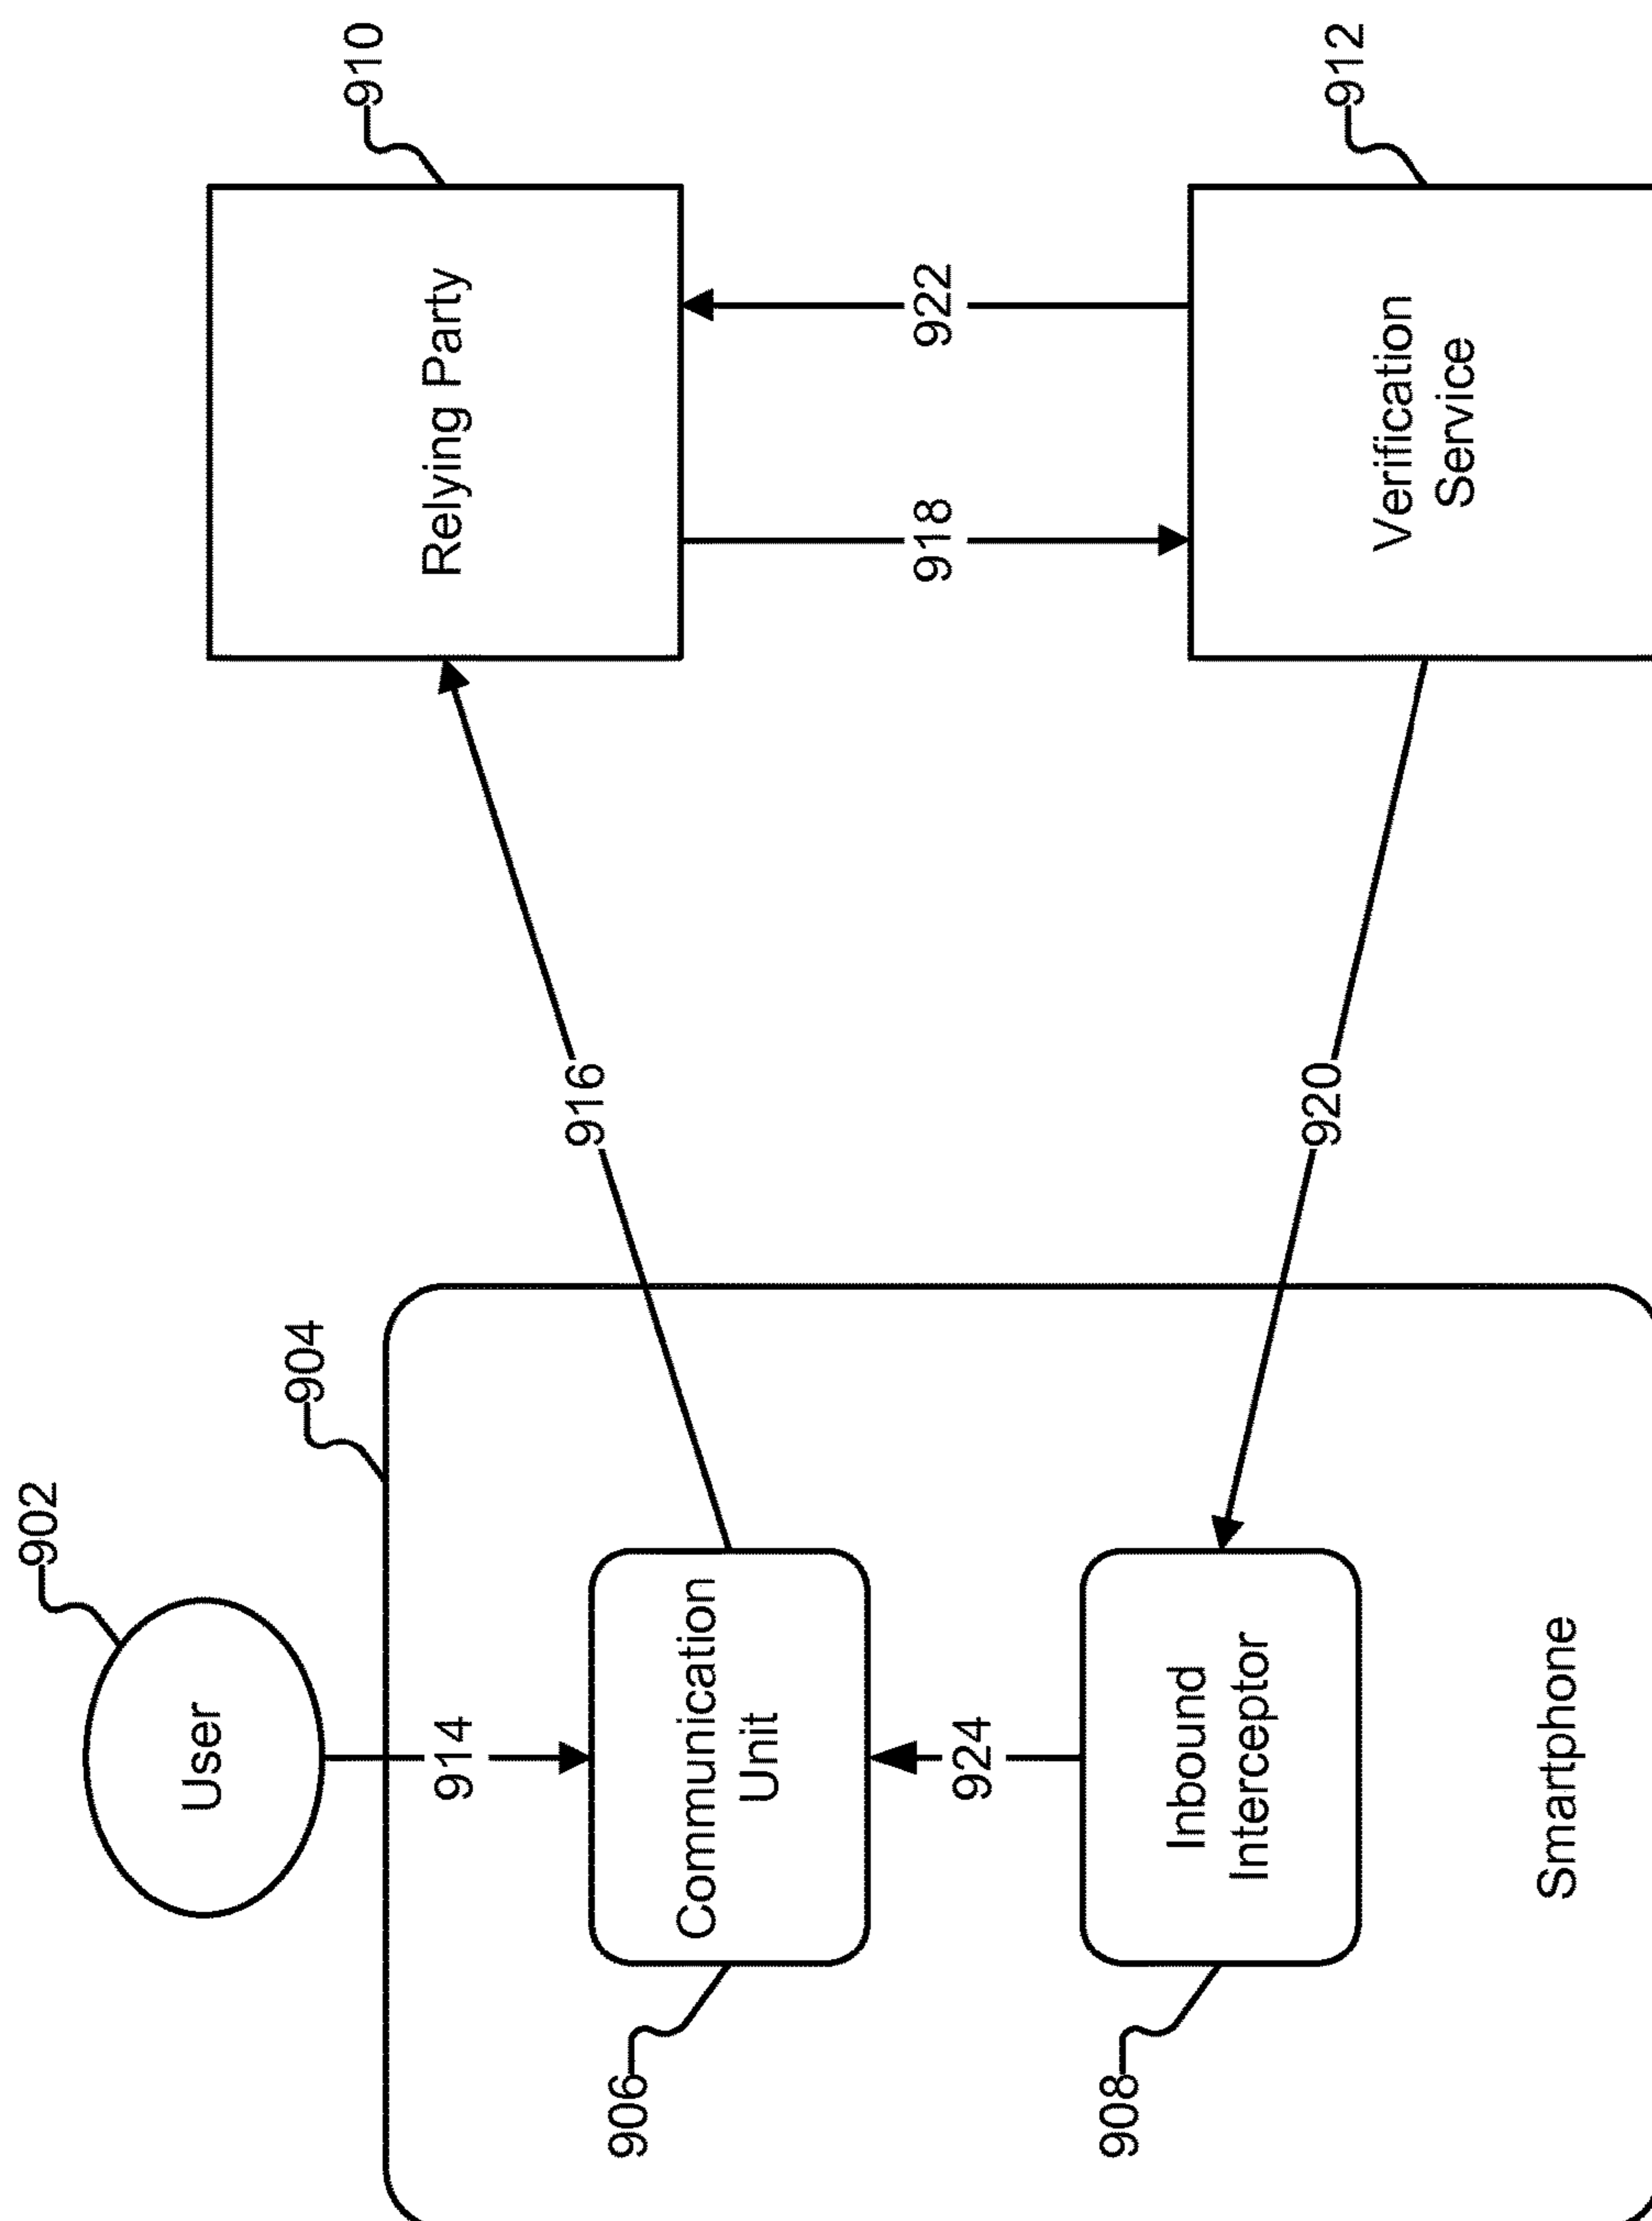 902
User
904
914
906
Communication
Unit
924
908
Inbound
Interceptor
Smartphone
916
920
910
Relying Party
918
922
912
Verification
Service